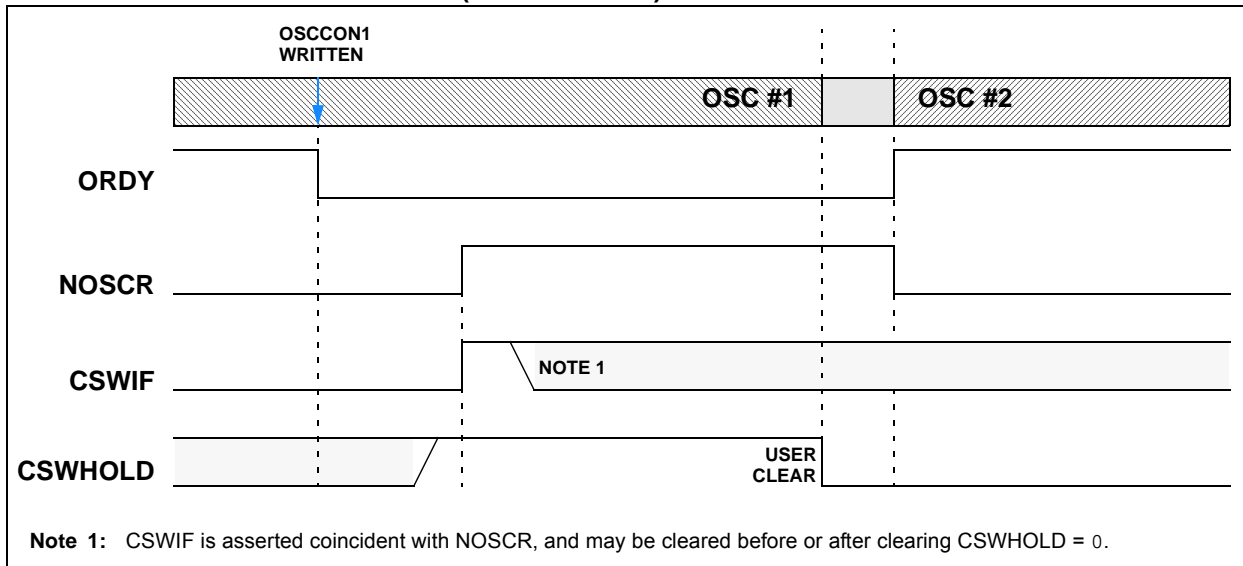 OSCCON1
WRITTEN
OSC #1
OSC #2
ORDY
NOSCR
CSWIF
NOTE 1
CSWHOLD
USER
CLEAR
Note 1: CSWIF is asserted coincident with NOSCR, and may be cleared before or after clearing CSWHOLD = 0.